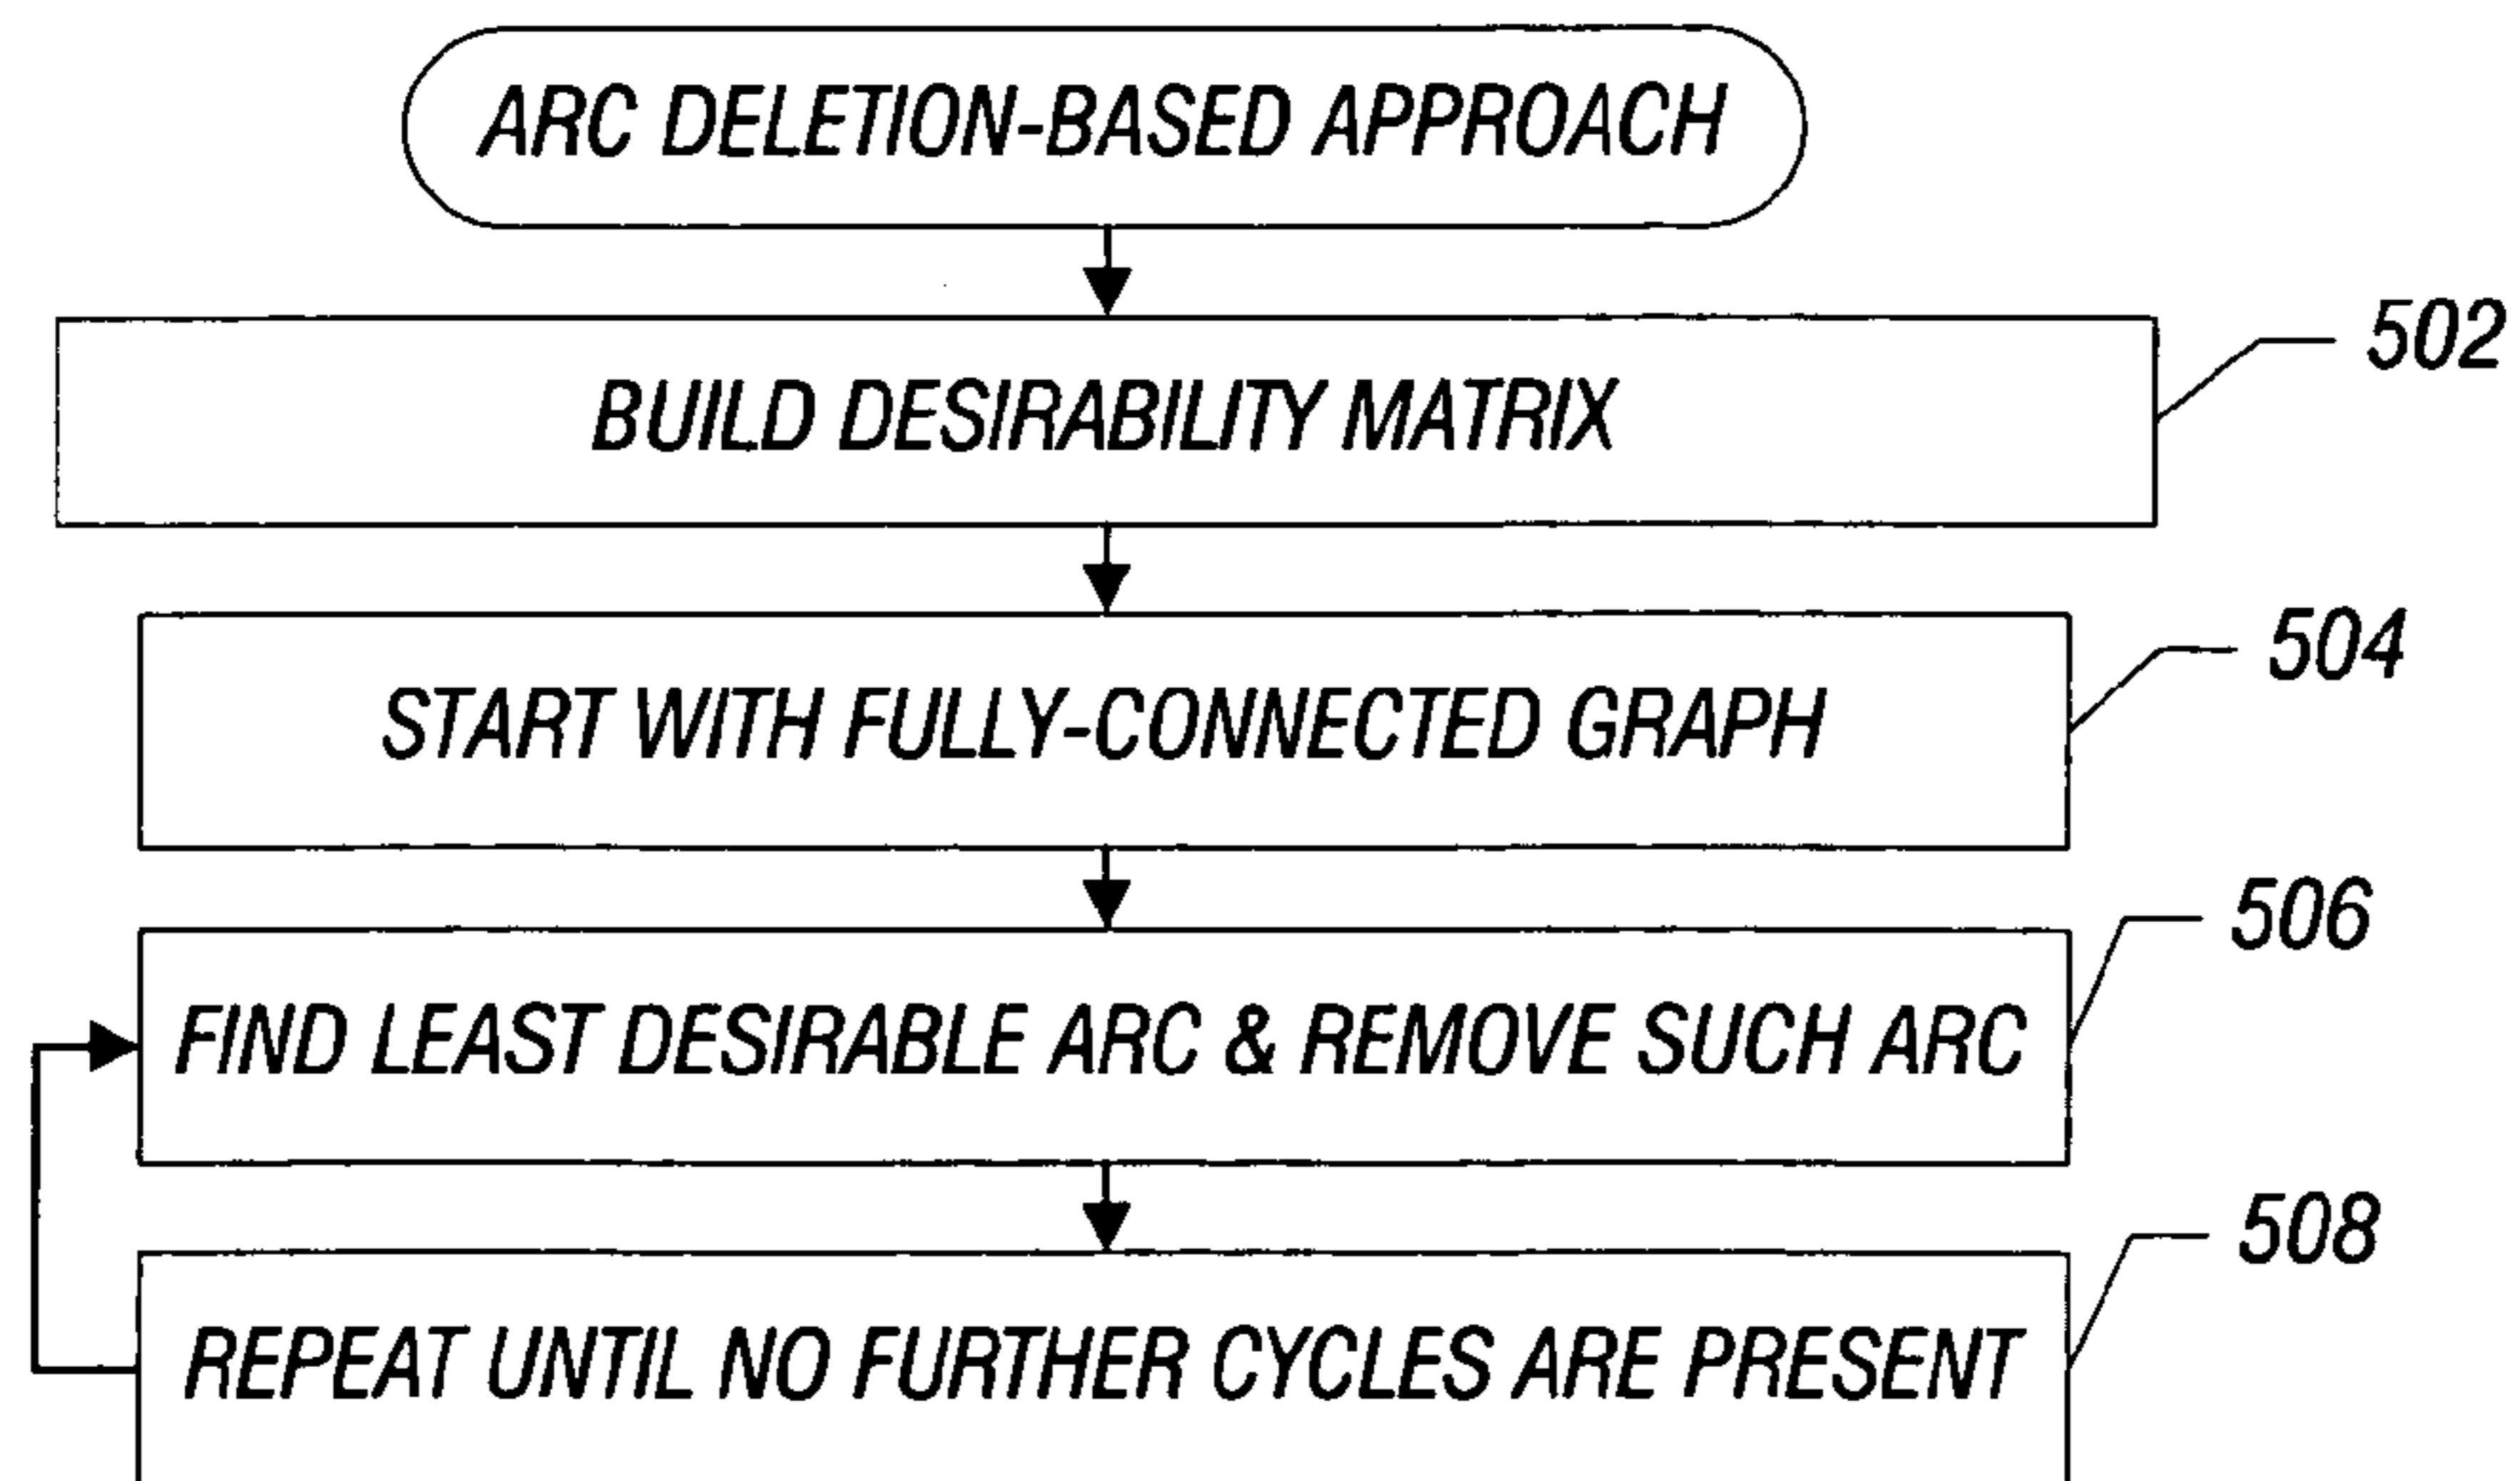 ARC DELETION-BASED APPROACH
502
BUILD DESIRABILITY MATRIX
504
START WITH FULLY-CONNECTED GRAPH
506
FIND LEAST DESIRABLE ARC & REMOVE SUCH ARC
508
REPEAT UNTIL NO FURTHER CYCLES ARE PRESENT